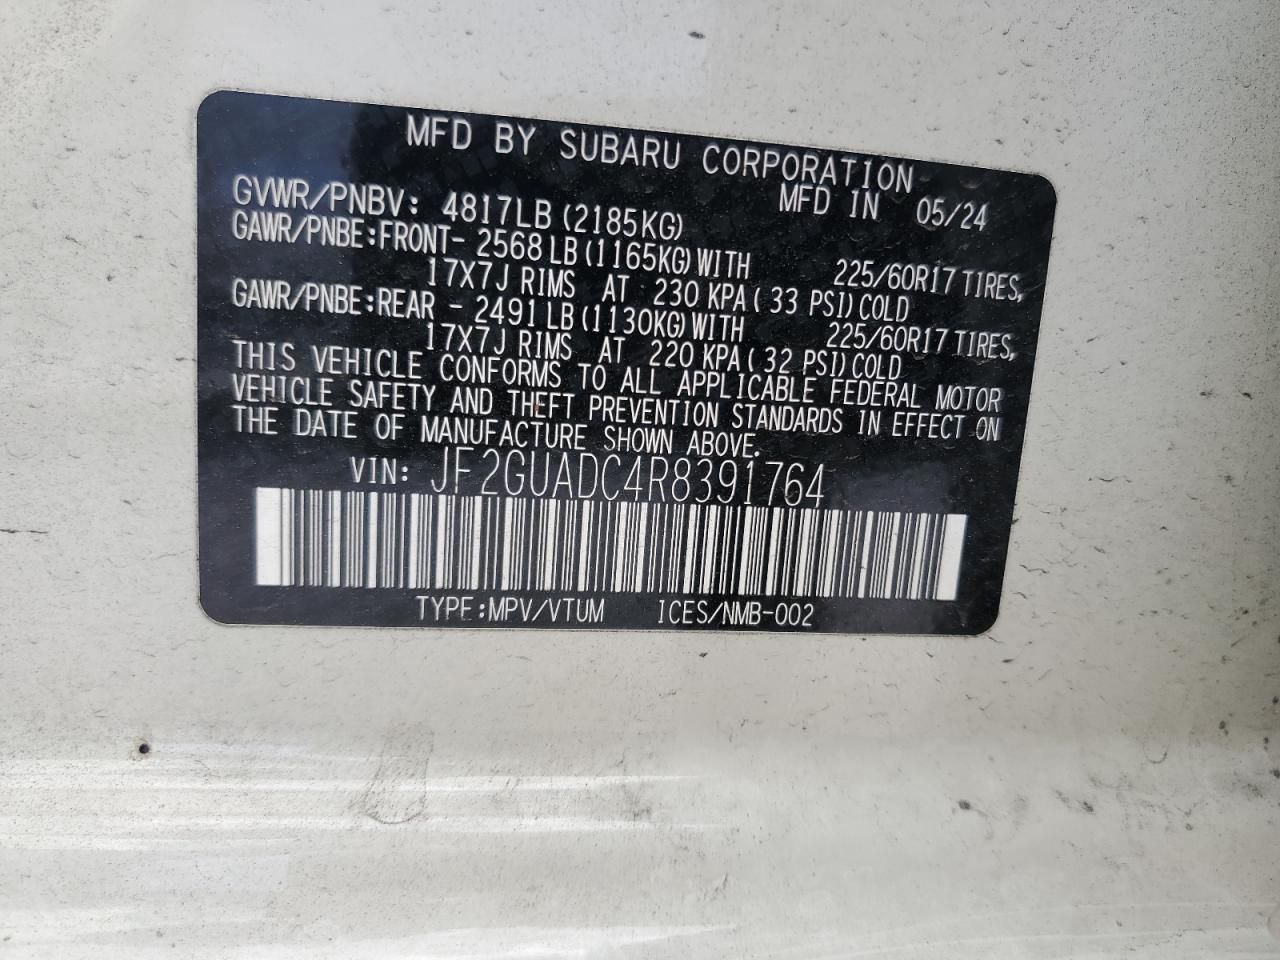 MFD BY SUBARU CORPORATION
MFD IN 05/24
GVWR/PNBV: 4817LB (2185KG)
GAWR/PNBE:FRONT- 2568 LB (1165KG) WITH 225/60R17 TIRES,
17X7J RIMS AT 230 KPA ( 33 PSI) COLD
GAWR/PNBE:REAR - 2491 LB (1130KG) WITH 225/60R17 TIRES,
17X7J RIMS AT 220 KPA ( 32 PSI) COLD
THIS VEHICLE CONFORMS TO ALL APPLICABLE FEDERAL MOTOR
VEHICLE SAFETY AND THEFT PREVENTION STANDARDS IN EFFECT ON
THE DATE OF MANUFACTURE SHOWN ABOVE.
VIN: JF2GUADC4R8391764
TYPE:MPV/VTUM ICES/NMB-002